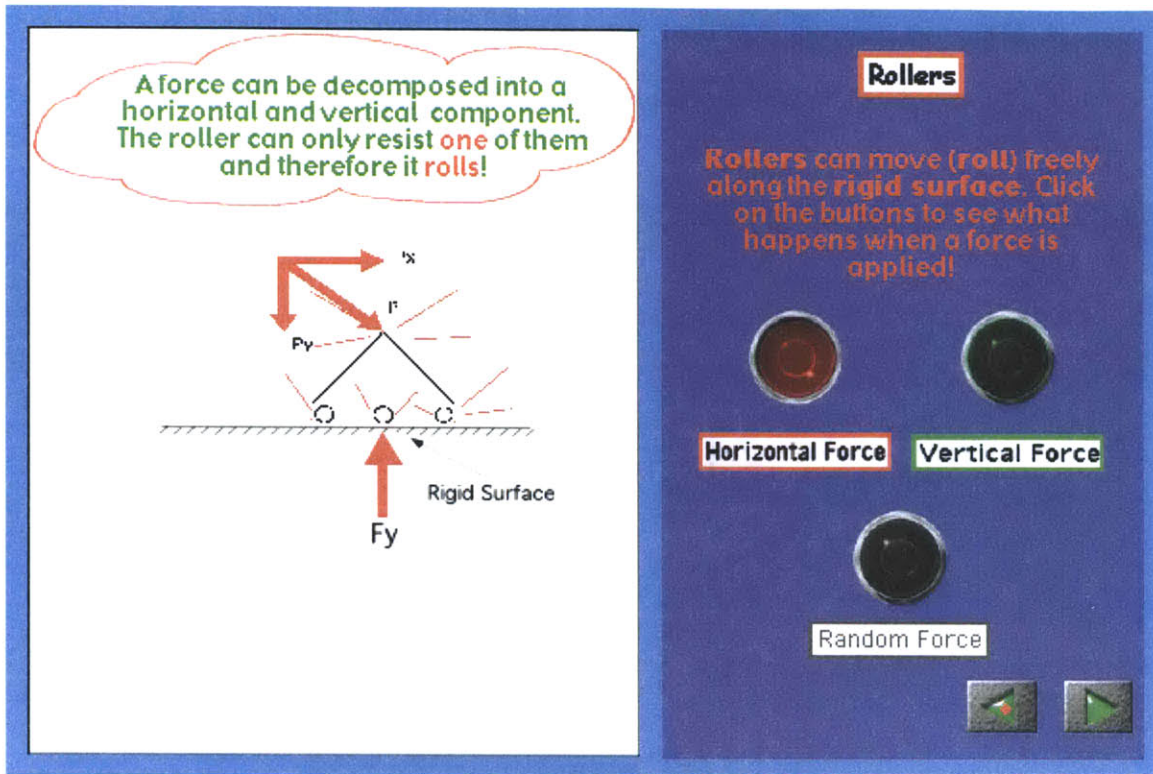 A force can be decomposed into a
horizontal and vertical component.
The roller can only resist one of them
and therefore it rolls!
Py
Rigid Surface
Fy
Rollers
Rollers can move (roll) freely
along the rigid surface. Click
on the buttons to see what
happens when a force is
applied!
Horizontal Force
Vertical Force
Random Force